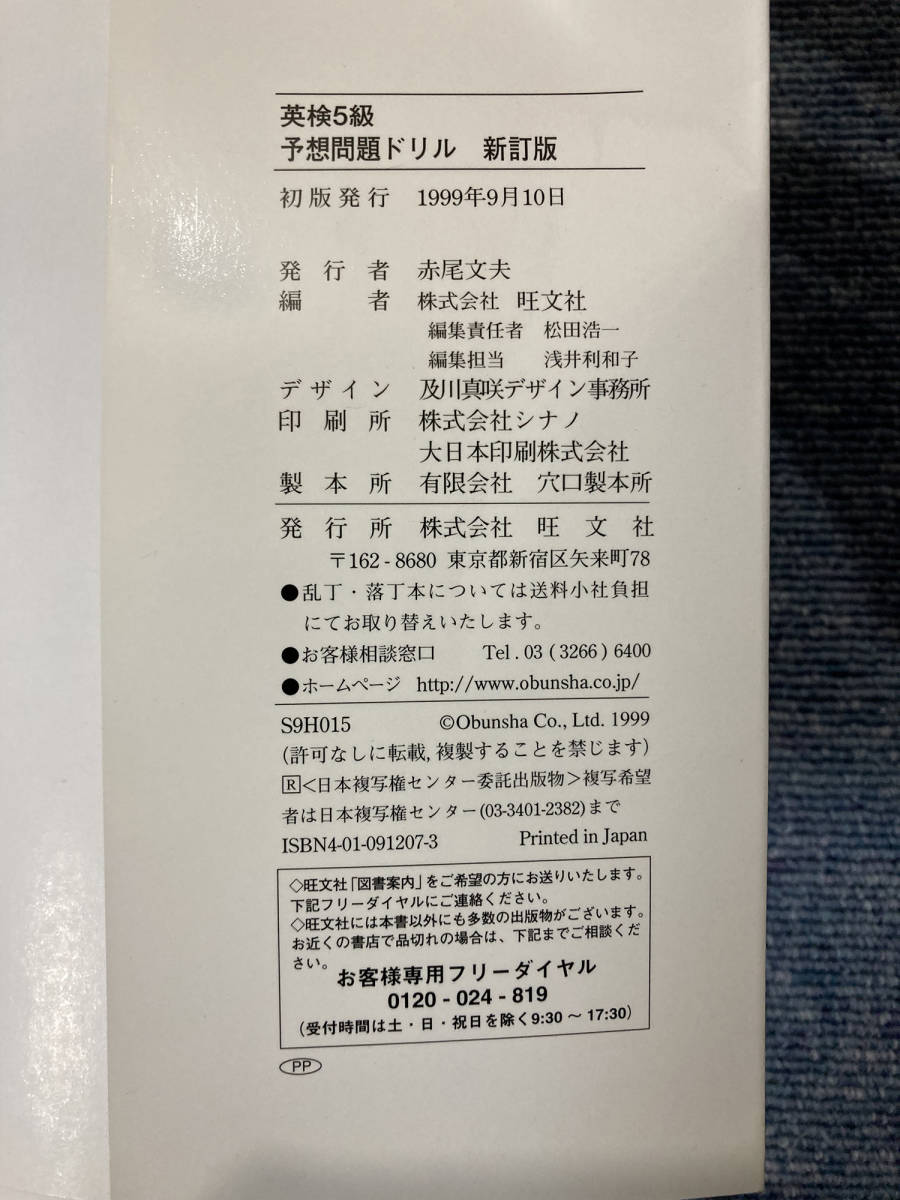 英検5級
予想問題ドリル 新訂版
初版発行 1999年9月10日
発行者 赤尾文夫
編者 株式会社 旺文社
編集責任者 松田浩一
編集担当 浅井利和子
デザイン 及川真咲デザイン事務所
印刷所 株式会社シナノ
大日本印刷株式会社
製本所 有限会社 穴口製本所
発行所 株式会社 旺文社
〒162-8680 東京都新宿区矢来町78
●乱丁・落丁本については送料小社負担
にてお取り替えいたします。
●お客様相談窓口 Tel. 03 (3266) 6400
●ホームページ http://www.obunsha.co.jp/
S9H015 ©Obunsha Co., Ltd. 1999
(許可なしに転載, 複製することを禁じます)
R<日本複写権センター委託出版物>複写希望
者は日本複写権センター(03-3401-2382)まで
ISBN4-01-091207-3 Printed in Japan
◇旺文社「図書案内」をご希望の方にお送りいたします。
下記フリーダイヤルにご連絡ください。
◇旺文社には本書以外にも多数の出版物がございます。
お近くの書店で品切れの場合は、下記までご相談くだ
さい。
お客様専用フリーダイヤル
0120-024-819
(受付時間は土・日・祝日を除く9:30～17:30)
PP